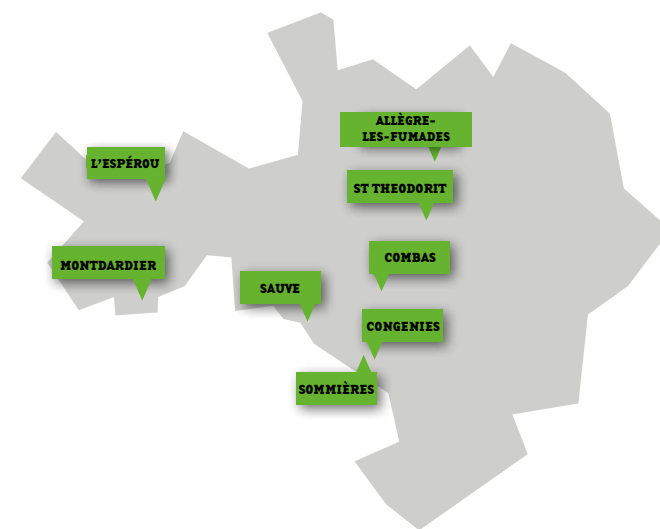 ALLÈGRE-
LES-FUMADES
L'ESPÉROU
ST THEODORIT
COMBAS
MONTDARDIER
SAUVE
CONGENIES
SOMMIÈRES